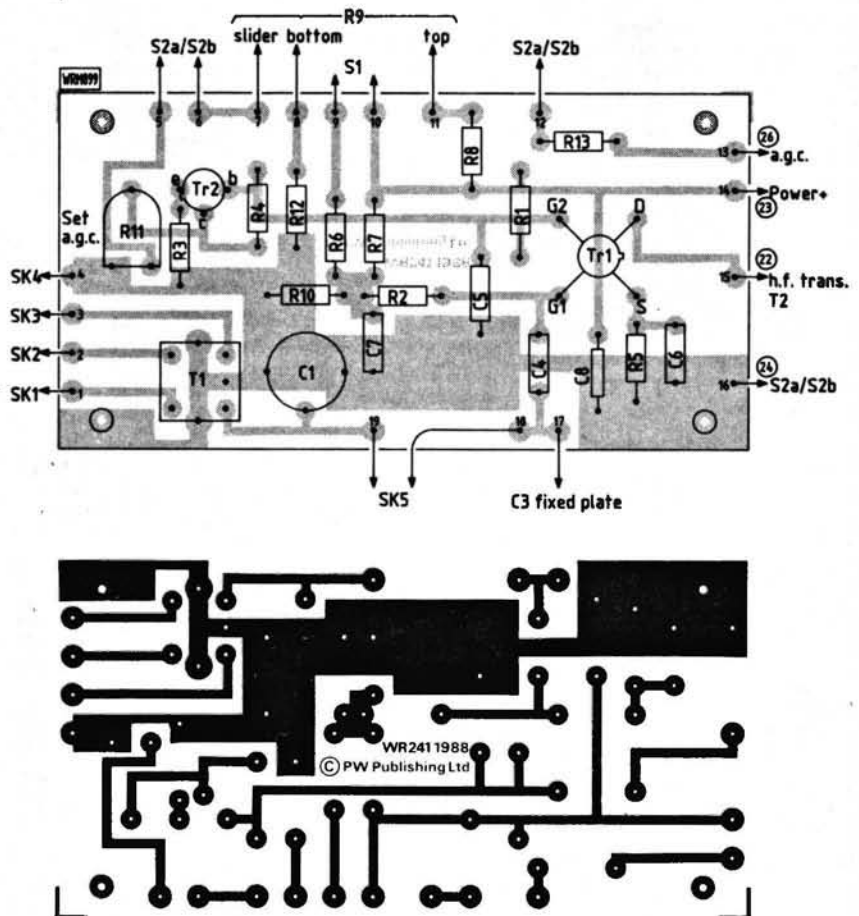 R9
slider bottom top
S2a/S2b S1 S2a/S2b
WRM099
5 6 7 8 9 10 11 12
R8 R13 13 26 a.g.c.
e Tr2 b
c
R4 R12 R1 14 Power+
23
Set a.g.c. R11 R3 R6 R7 G2 D
Tr1
22
SK4 4 C5 15 h.f. trans. T2
R10 R2 G1 S
SK3 3
SK2 2 T1 C1 C7 C4 C8 R5 C6
24
SK1 1 16 S2a/S2b
19 18 17
SK5 C3 fixed plate
WR241 1988
© PW Publishing Ltd